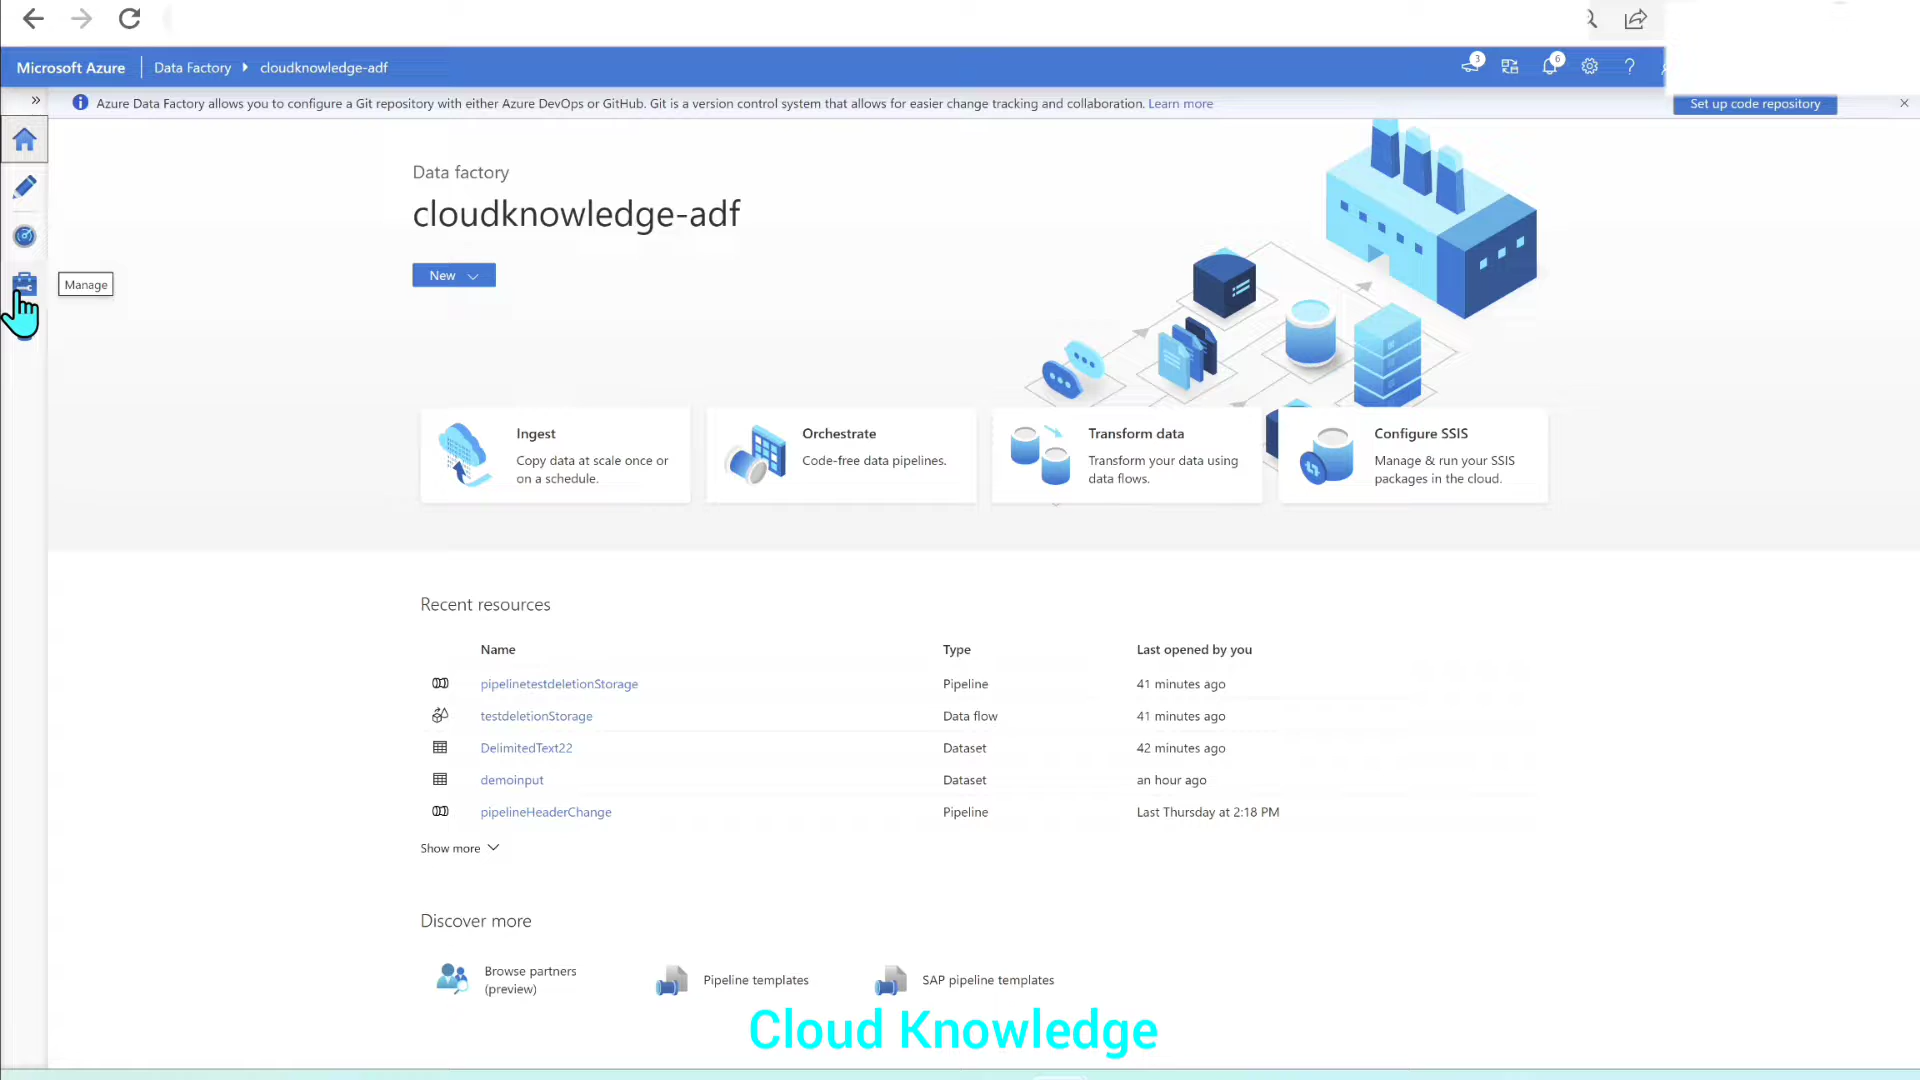 Microsoft Azure
Data Factory
cloudknowledge-adf
3
6
?
»
Azure Data Factory allows you to configure a Git repository with either Azure DevOps or GitHub. Git is a version control system that allows for easier change tracking and collaboration. Learn more
Set up code repository
Data factory
cloudknowledge-adf
New
Manage
Ingest
Copy data at scale once or
on a schedule.
Orchestrate
Code-free data pipelines.
Transform data
Transform your data using
data flows.
Configure SSIS
Manage & run your SSIS
packages in the cloud.
Recent resources
Name Type Last opened by you
pipelinetestdeletionStorage Pipeline 41 minutes ago
testdeletionStorage Data flow 41 minutes ago
DelimitedText22 Dataset 42 minutes ago
demoinput Dataset an hour ago
pipelineHeaderChange Pipeline Last Thursday at 2:18 PM
Show more
Discover more
Browse partners
(preview)
Pipeline templates
SAP pipeline templates
Cloud Knowledge